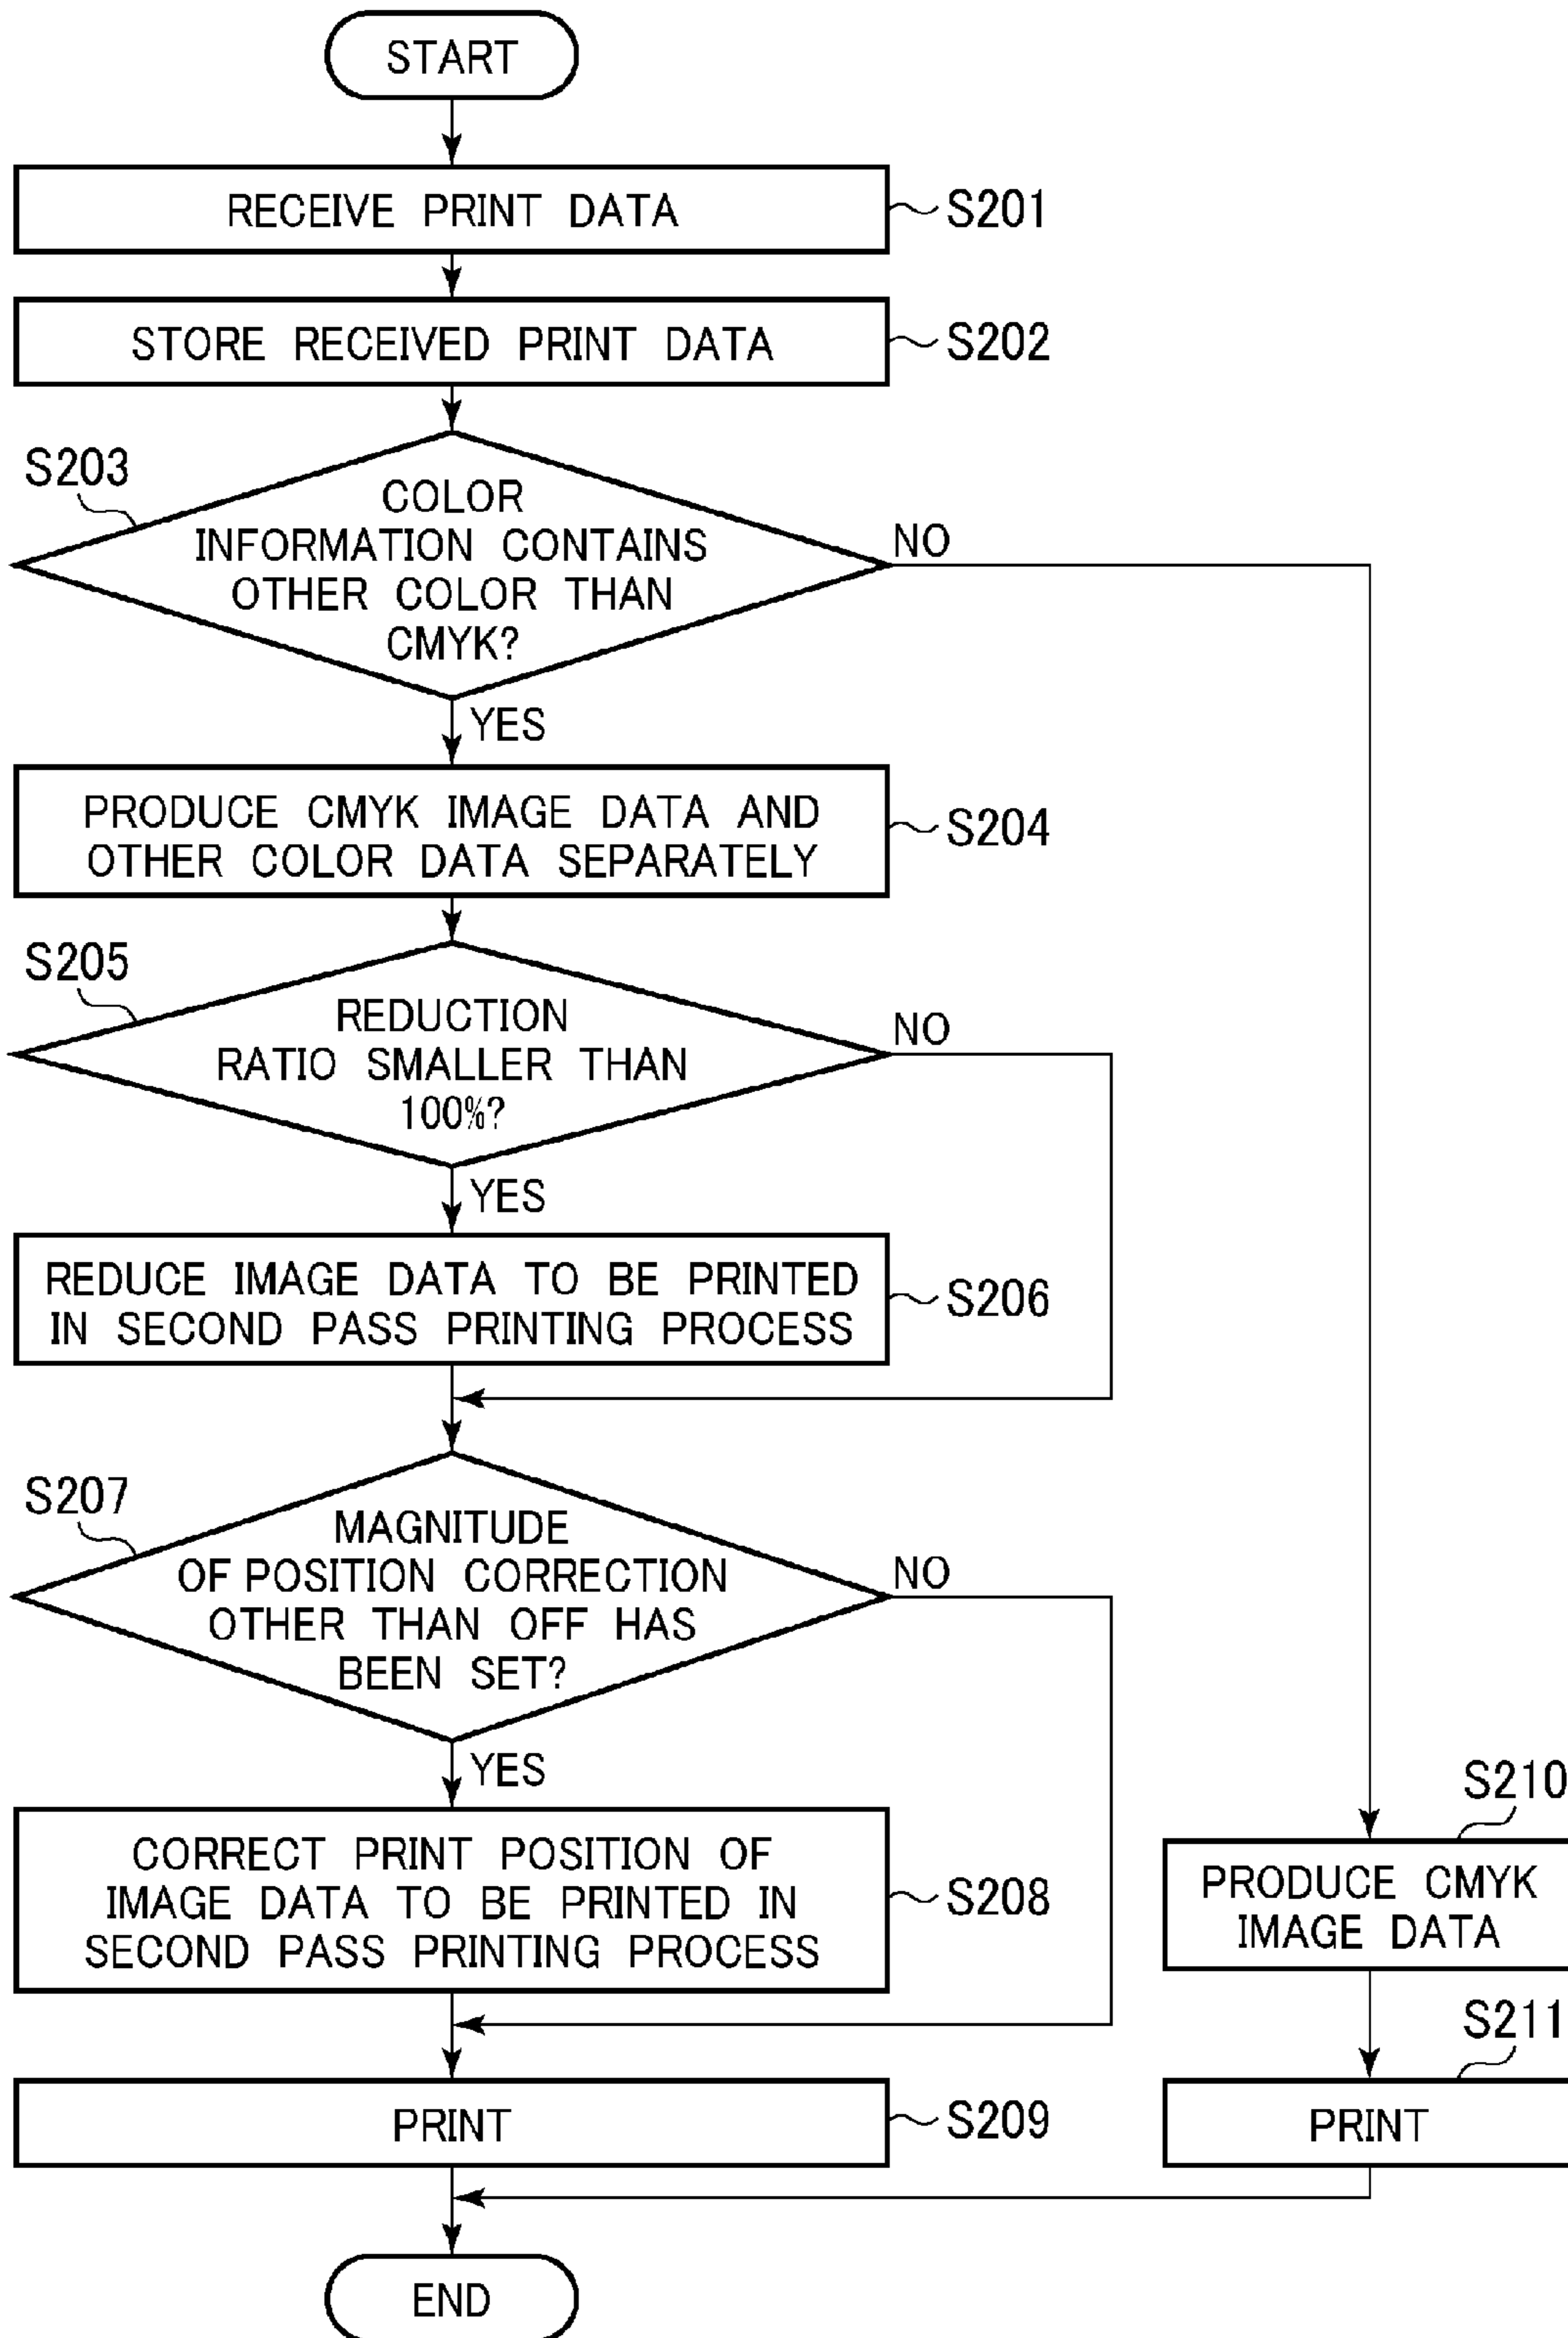 START
RECEIVE PRINT DATA
S201
STORE RECEIVED PRINT DATA
S202
S203
COLOR
INFORMATION CONTAINS
OTHER COLOR THAN
CMYK?
NO
YES
PRODUCE CMYK IMAGE DATA AND
OTHER COLOR DATA SEPARATELY
S204
S205
REDUCTION
RATIO SMALLER THAN
100%?
NO
YES
REDUCE IMAGE DATA TO BE PRINTED
IN SECOND PASS PRINTING PROCESS
S206
S207
MAGNITUDE
OF POSITION CORRECTION
OTHER THAN OFF HAS
BEEN SET?
NO
YES
CORRECT PRINT POSITION OF
IMAGE DATA TO BE PRINTED IN
SECOND PASS PRINTING PROCESS
S208
S210
PRODUCE CMYK
IMAGE DATA
PRINT
S209
S211
PRINT
END